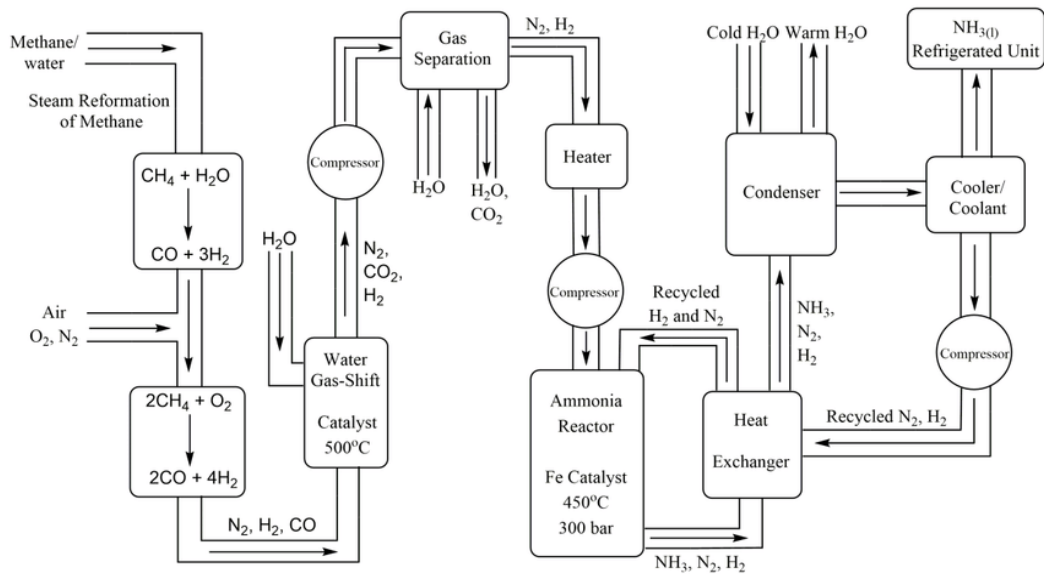 Methane/
water
Steam Reformation
of Methane
CH₄ + H₂O
CO + 3H₂
Air
O₂, N₂
2CH₄ + O₂
2CO + 4H₂
N₂, H₂, CO
H₂O
Water
Gas-Shift
Catalyst
500°C
N₂,
CO₂,
H₂
Compressor
Gas
Separation
H₂O
H₂O,
CO₂
N₂, H₂
Heater
Compressor
Ammonia
Reactor
Fe Catalyst
450°C
300 bar
NH₃, N₂, H₂
Recycled
H₂ and N₂
Heat
Exchanger
NH₃,
N₂,
H₂
Cold H₂O Warm H₂O
Condenser
Cooler/
Coolant
NH₃₍ₗ₎
Refrigerated Unit
Compressor
Recycled N₂, H₂